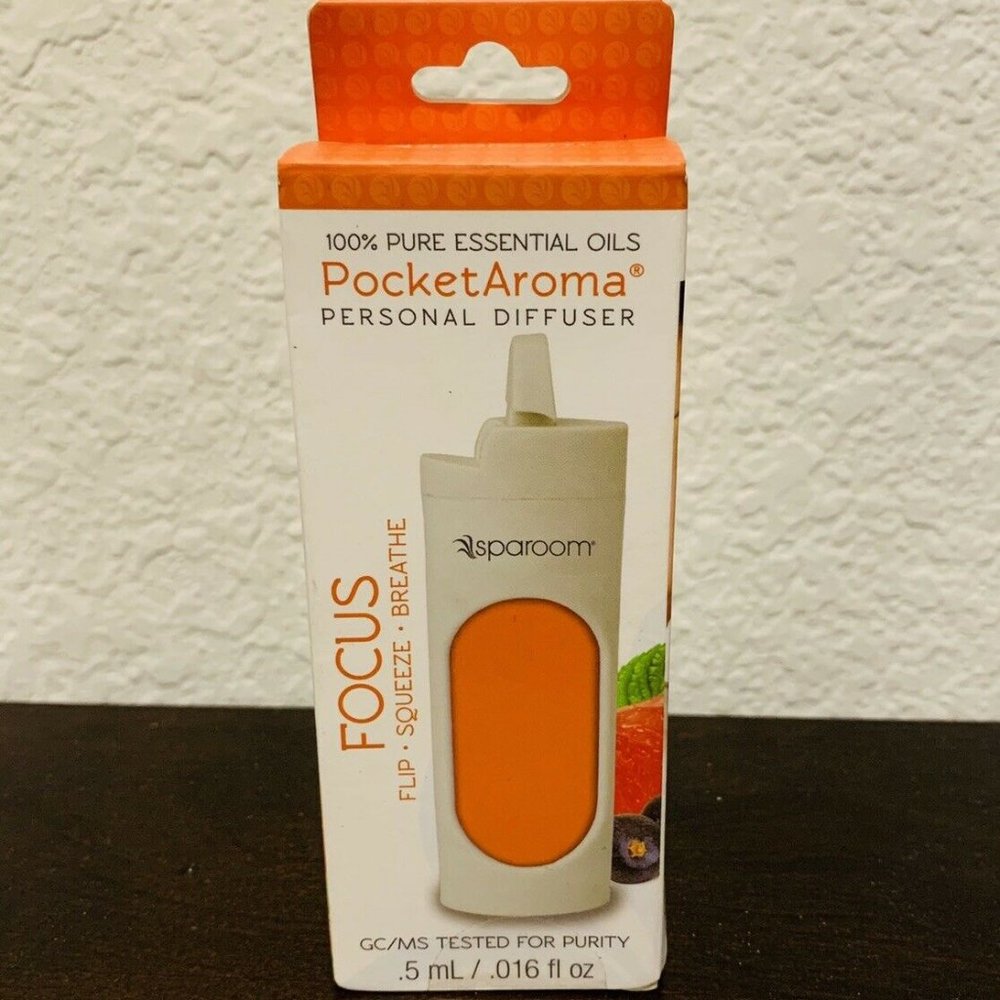 100% PURE ESSENTIAL OILS
PocketAroma®
PERSONAL DIFFUSER
sparoom®
FOCUS
FLIP • SQUEEZE • BREATHE
GC/MS TESTED FOR PURITY
.5 mL / .016 fl oz